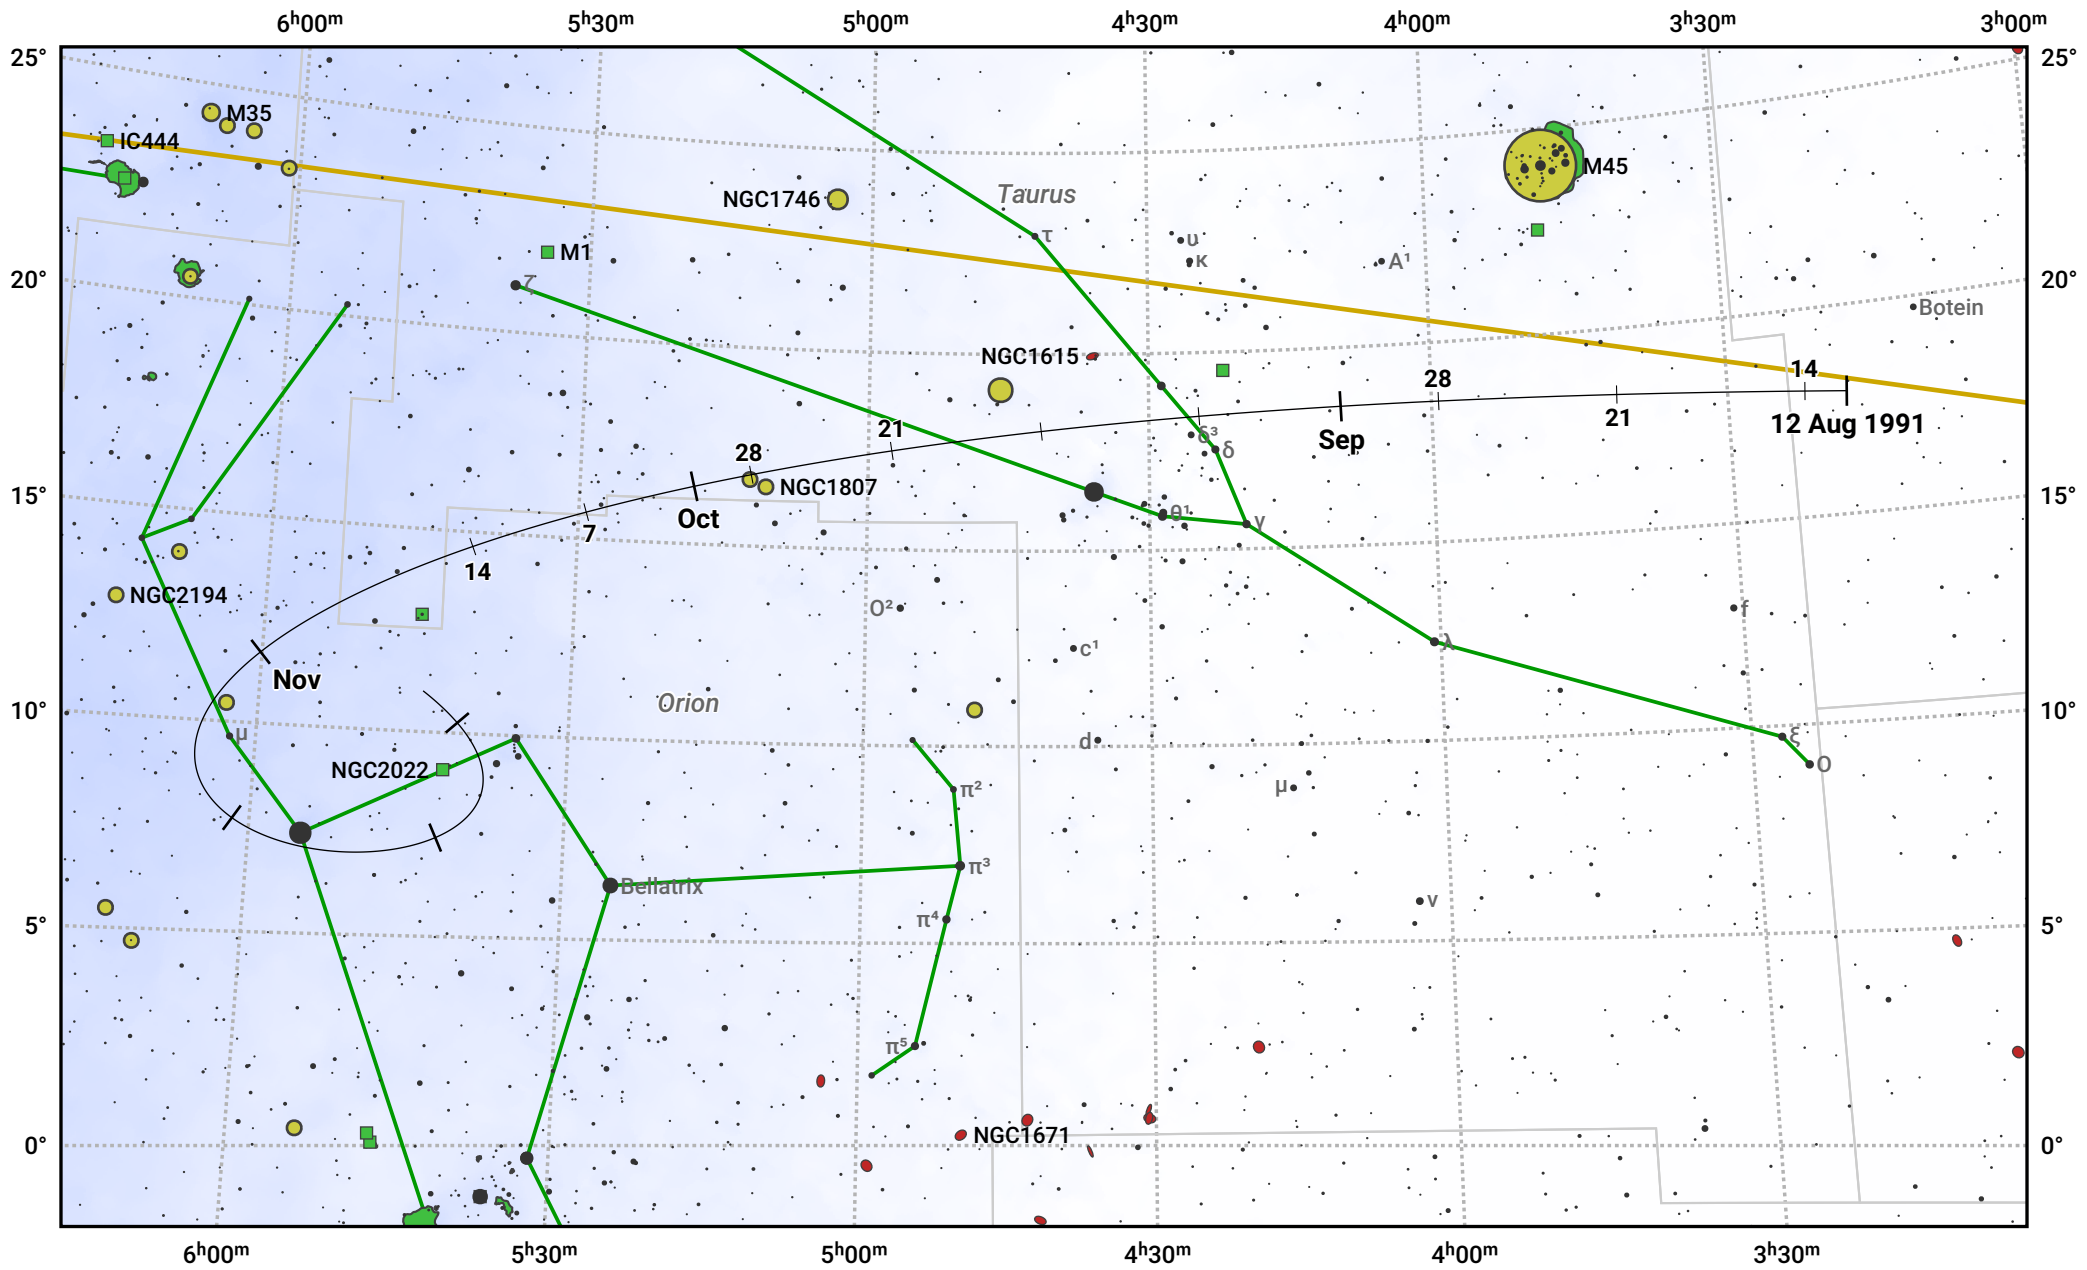 6ʰ00ᵐ 5ʰ30ᵐ 5ʰ00ᵐ 4ʰ30ᵐ 4ʰ00ᵐ 3ʰ30ᵐ 3ʰ00ᵐ
25° 25°
M35
IC444
M45
Taurus
NGC1746
τ
υ
M1
κ A¹
20° ζ 20°
Botein
NGC1615
14
28
21 12 Aug 1991
21 δ³ Sep
28 δ
NGC1807
15° 15°
Oct θ¹ γ
7
14
NGC2194
O² f
c¹ λ
Nov
Orion
10° 10°
μ d ξ
NGC2022 O
π² μ
π³
Bellatrix
ν
π⁴
5° 5°
π⁵
NGC1671
0° 0°
6ʰ00ᵐ 5ʰ30ᵐ 5ʰ00ᵐ 4ʰ30ᵐ 4ʰ00ᵐ 3ʰ30ᵐ